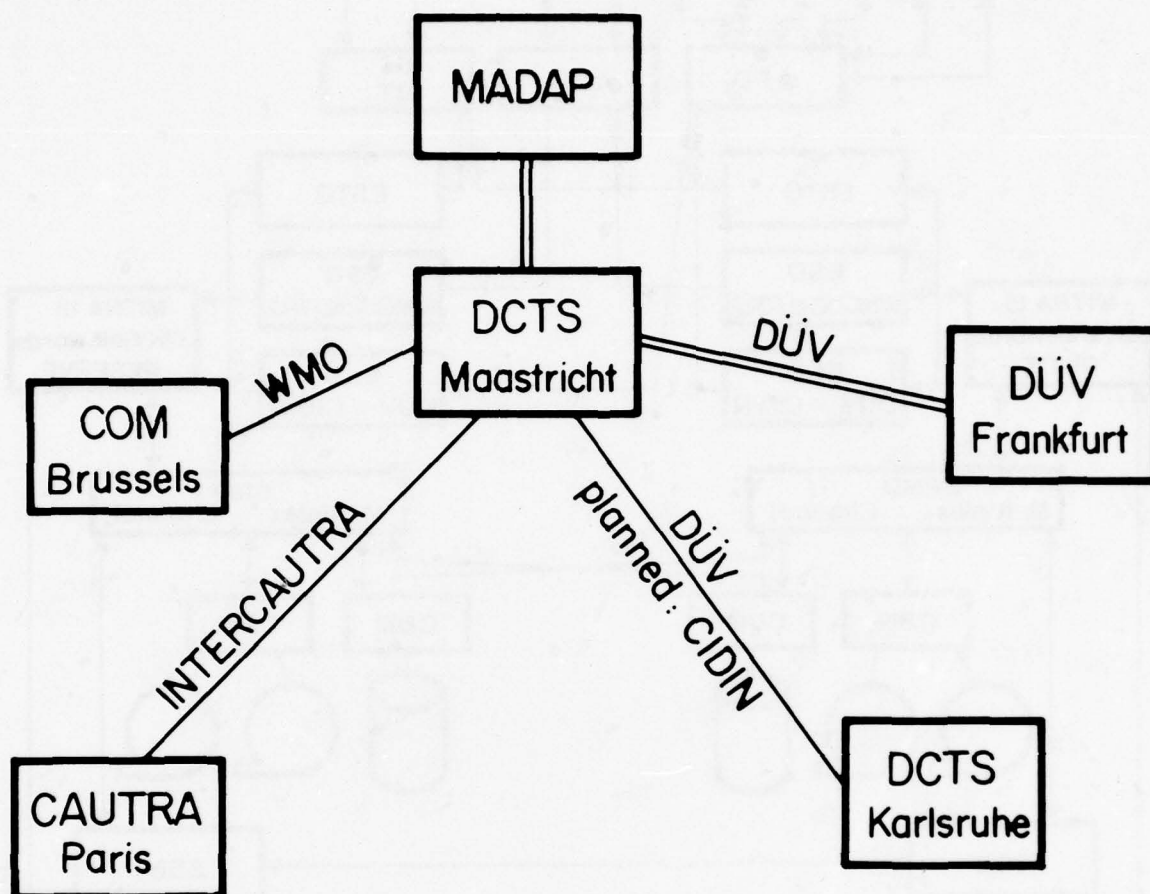 MADAP
DCTS
Maastricht
WMO
DÜV
COM
Brussels
DÜV
Frankfurt
INTERCAUTRA
DÜV
planned: CIDIN
CAUTRA
Paris
DCTS
Karlsruhe